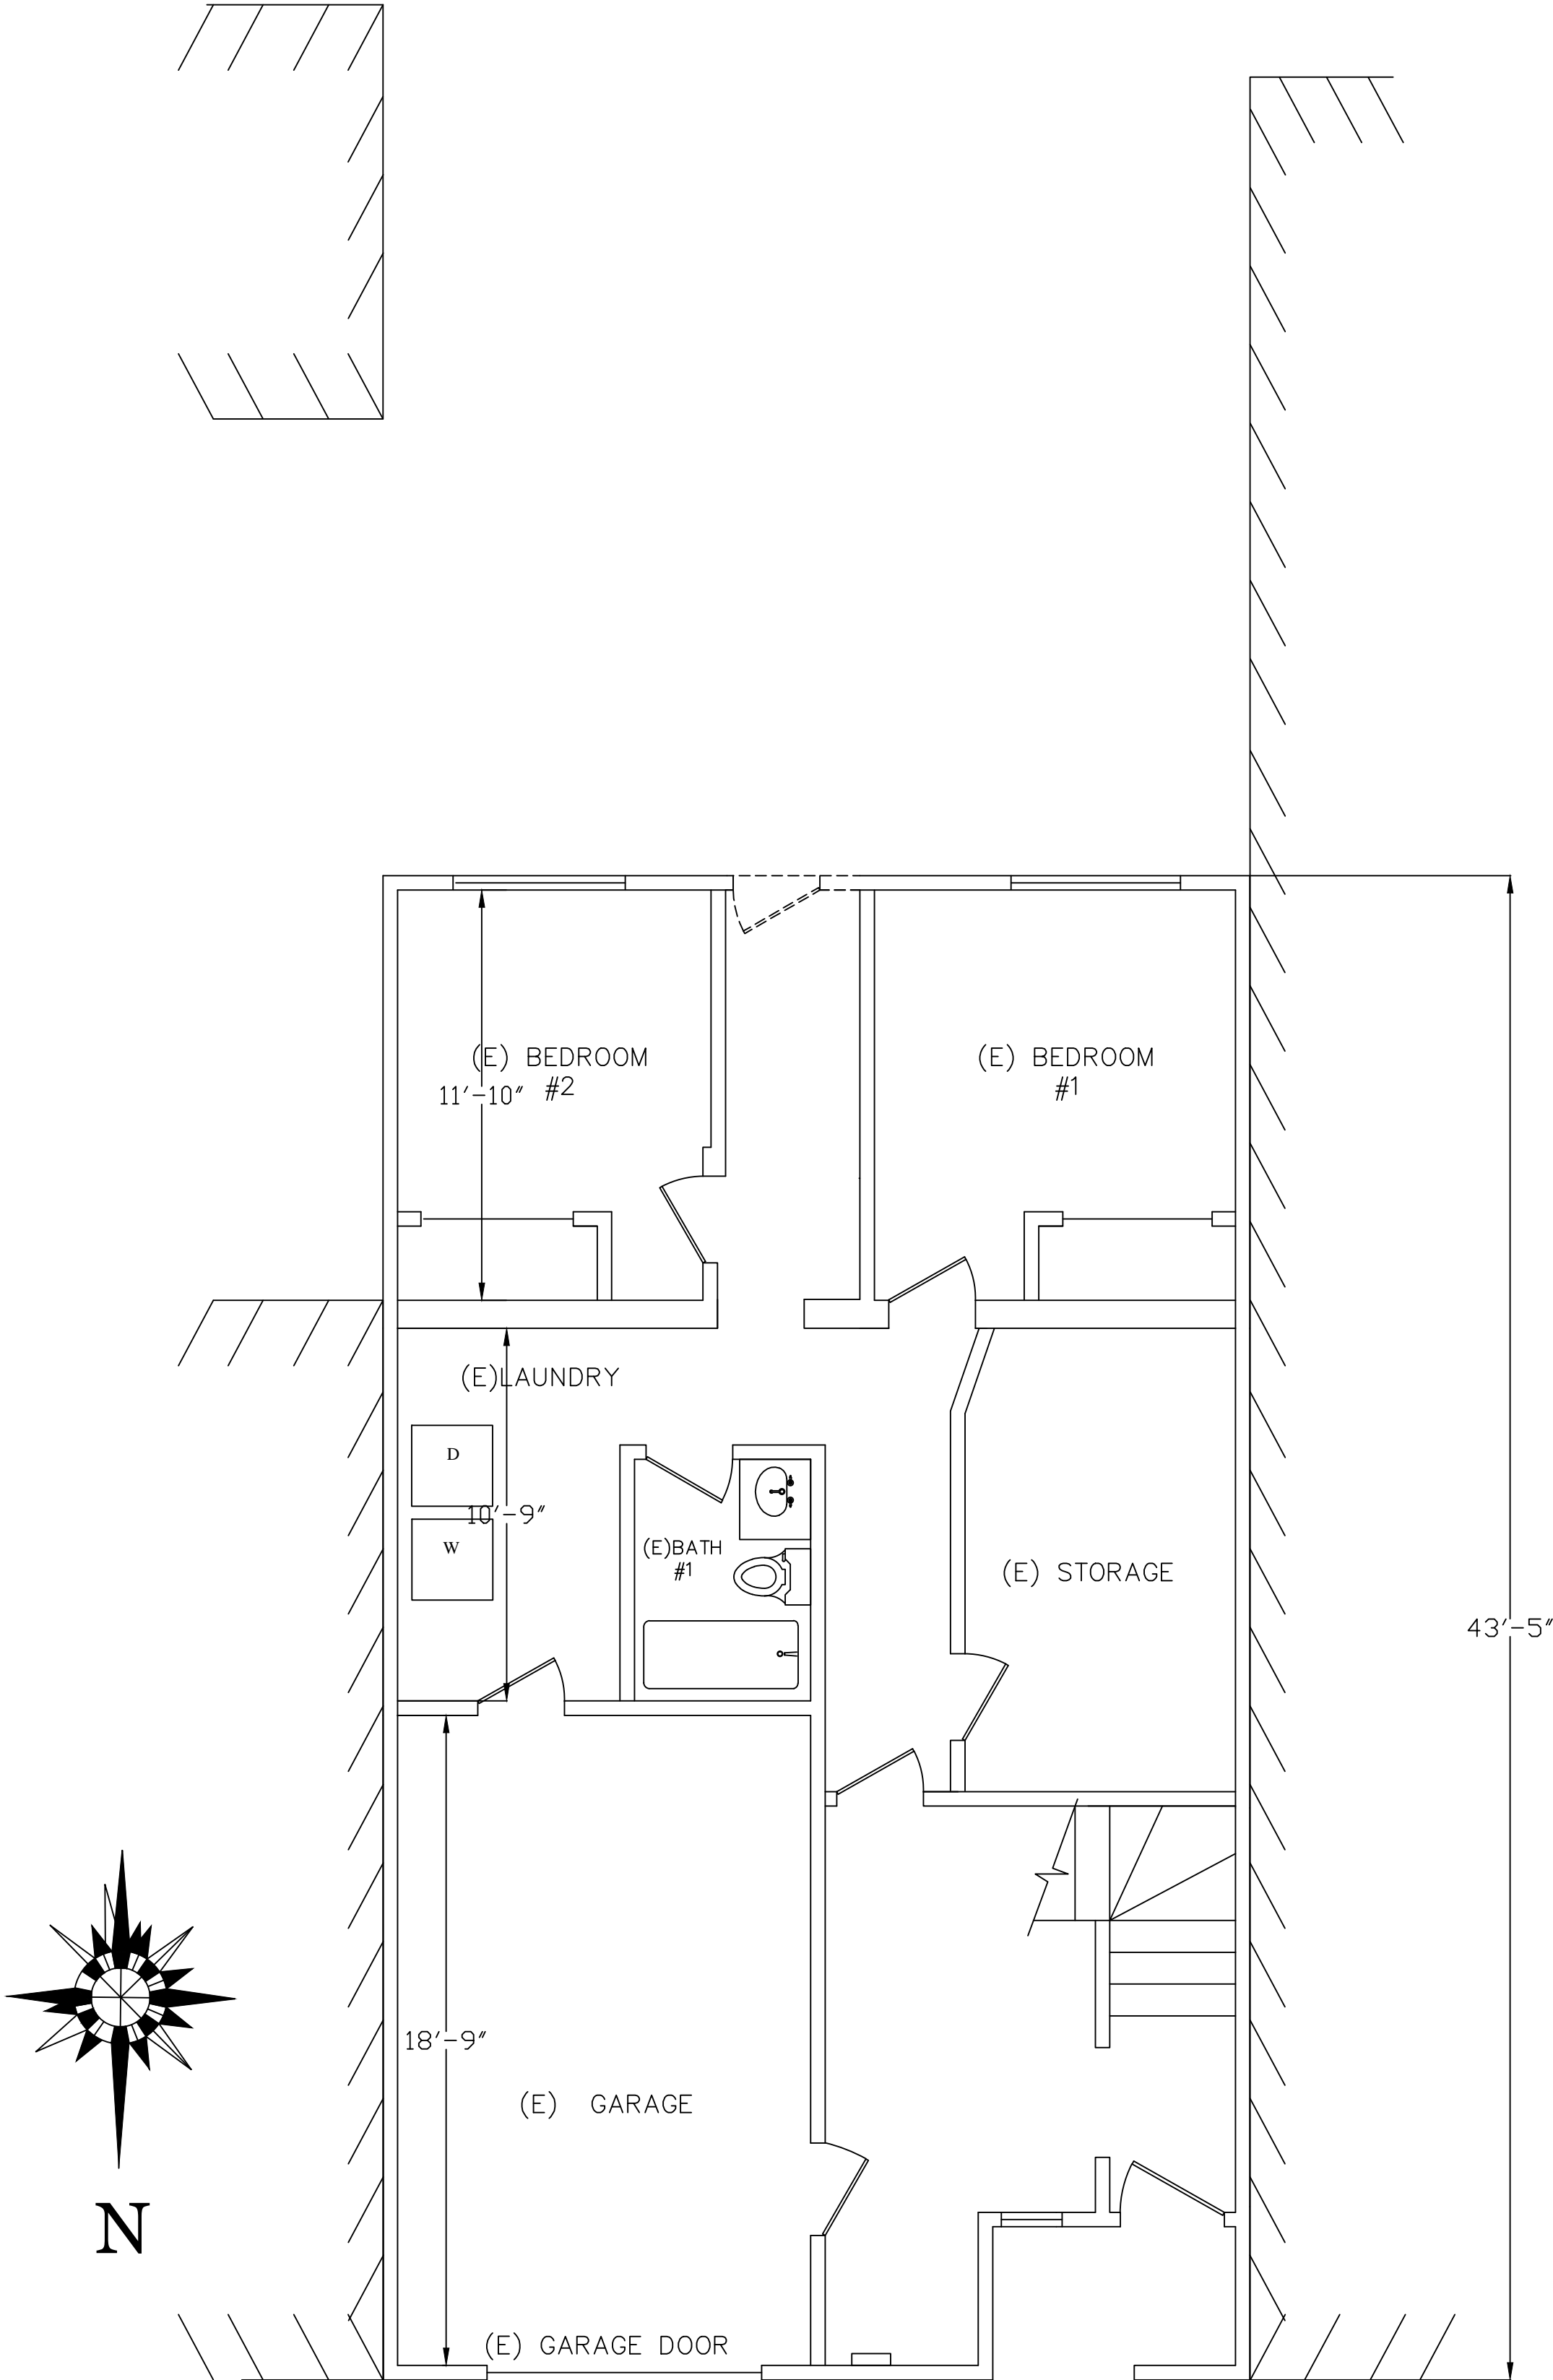 (E) BEDROOM
#2
(E) BEDROOM
#1
11'-10"
(E)LAUNDRY
D
10'-9"
W
(E)BATH
#1
(E) STORAGE
43'-5"
18'-9"
(E) GARAGE
N
(E) GARAGE DOOR